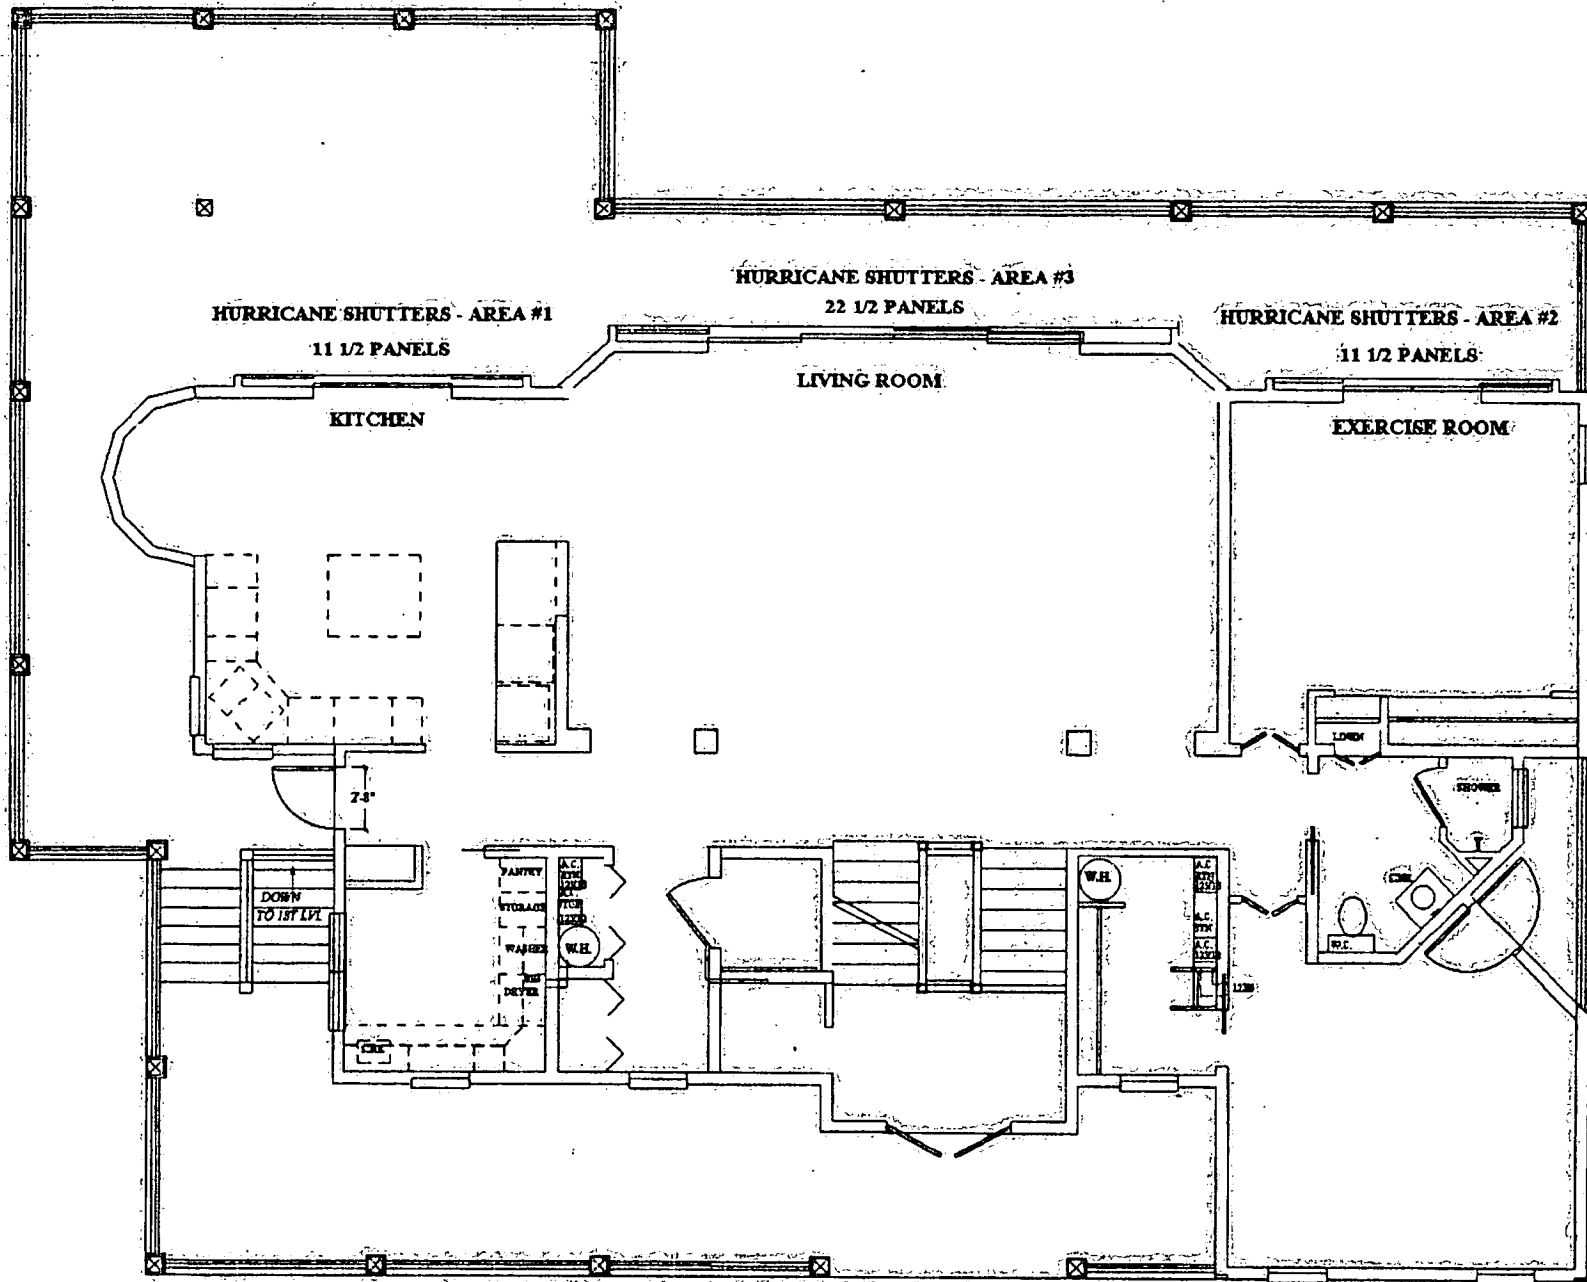 HURRICANE SHUTTERS - AREA #3
22 1/2 PANELS
HURRICANE SHUTTERS - AREA #1
11 1/2 PANELS
HURRICANE SHUTTERS - AREA #2
11 1/2 PANELS
LIVING ROOM
KITCHEN
EXERCISE ROOM
LINEN
SHOWER
2'-8"
PANTRY
A.C.
A.C.
W.H.
DOWN
TO 1ST LVL
STORAGE
WASHER
W.H.
DRYER
A.C.
A.C.
W.C.
SINK